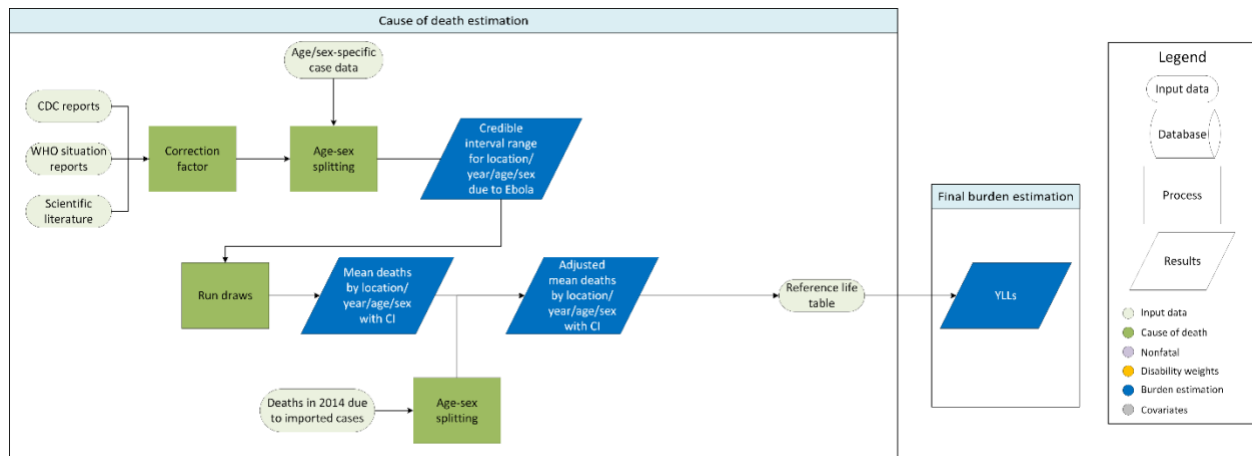 Cause of death estimation
Age/sex-specific
case data
CDC reports
WHO situation
reports
Scientific
literature
Correction
factor
Age-sex
splitting
Credible
interval range
for location/
year/age/sex
due to Ebola
Run draws
Mean deaths
by location/
year/age/sex
with CI
Adjusted
mean deaths
by location/
year/age/sex
with CI
Reference life
table
Deaths in 2014 due
to imported cases
Age-sex
splitting
Final burden estimation
YLLs
Legend
Input data
Database
Process
Results
Input data
Cause of death
Nonfatal
Disability weights
Burden estimation
Covariates